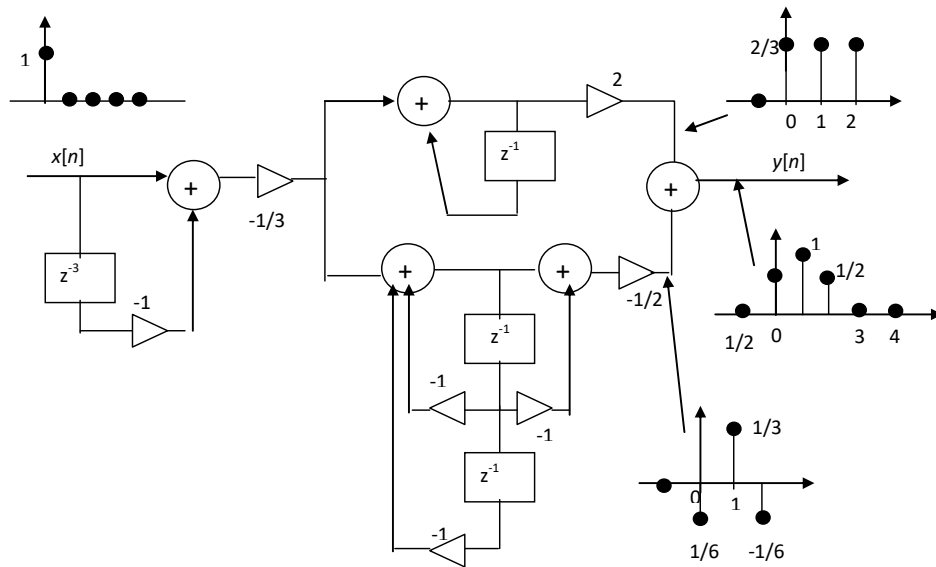 1
x[n]
z-3
-1
+
-1/3
+
z-1
2
+
z-1
-1
-1
z-1
-1
+
-1/2
+
y[n]
2/3
0 1 2
1
1/2
1/2 0 3 4
1/3
0 1
1/6 -1/6